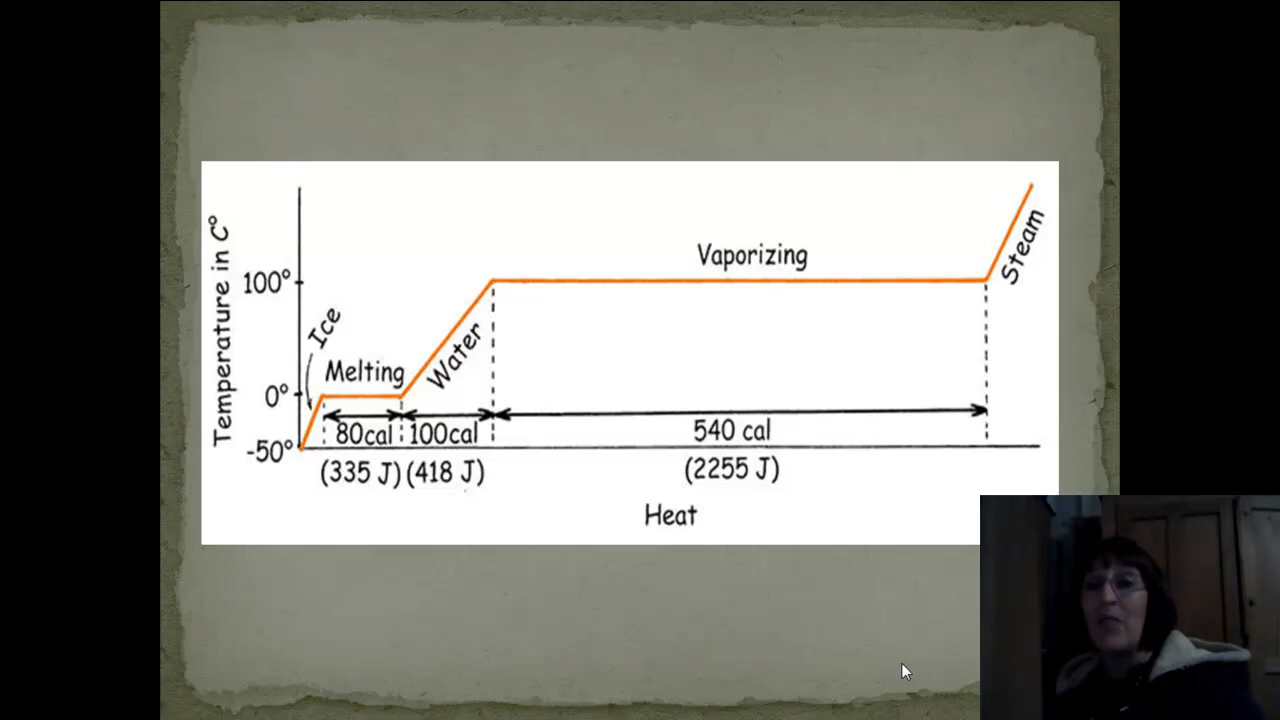 Temperature in C°
100°
0°
-50°
Ice
Melting
Water
Vaporizing
Steam
80cal
100cal
540 cal
(335 J)
(418 J)
(2255 J)
Heat